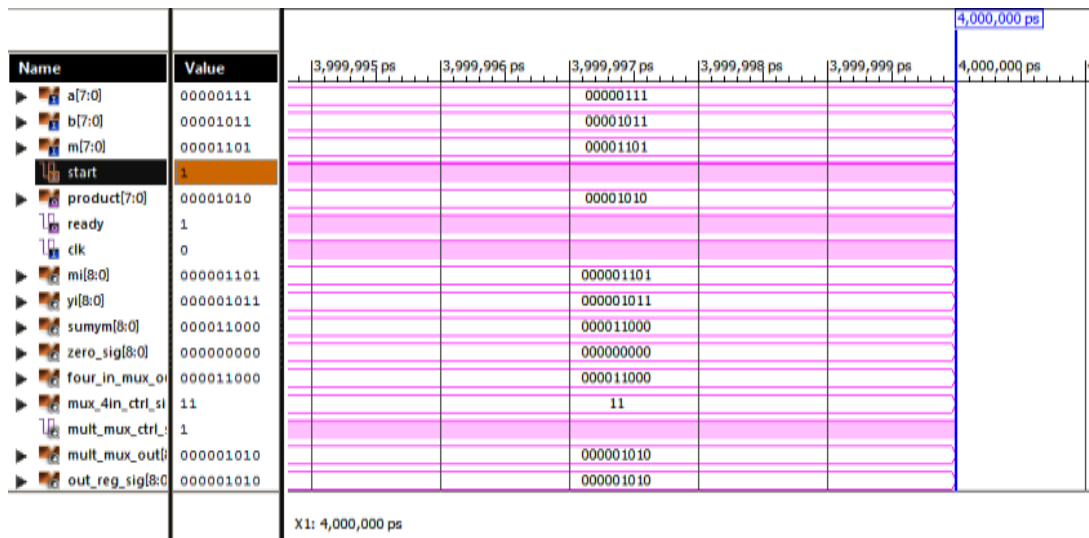 4,000,000 ps
Name Value 3,999,995 ps 3,999,996 ps 3,999,997 ps 3,999,998 ps 3,999,999 ps 4,000,000 ps
a[7:0] 00000111 00000111
b[7:0] 00001011 00001011
m[7:0] 00001101 00001101
start 1
product[7:0] 00001010 00001010
ready 1
clk 0
mi[8:0] 000001101 000001101
yi[8:0] 000001011 000001011
sumym[8:0] 000011000 000011000
zero_sig[8:0] 000000000 000000000
four_in_mux_o 000011000 000011000
mux_4in_ctrl_si 11 11
mult_mux_ctrl_ 1
mult_mux_out[ 000001010 000001010
out_reg_sig[8:0 000001010 000001010
X1: 4,000,000 ps